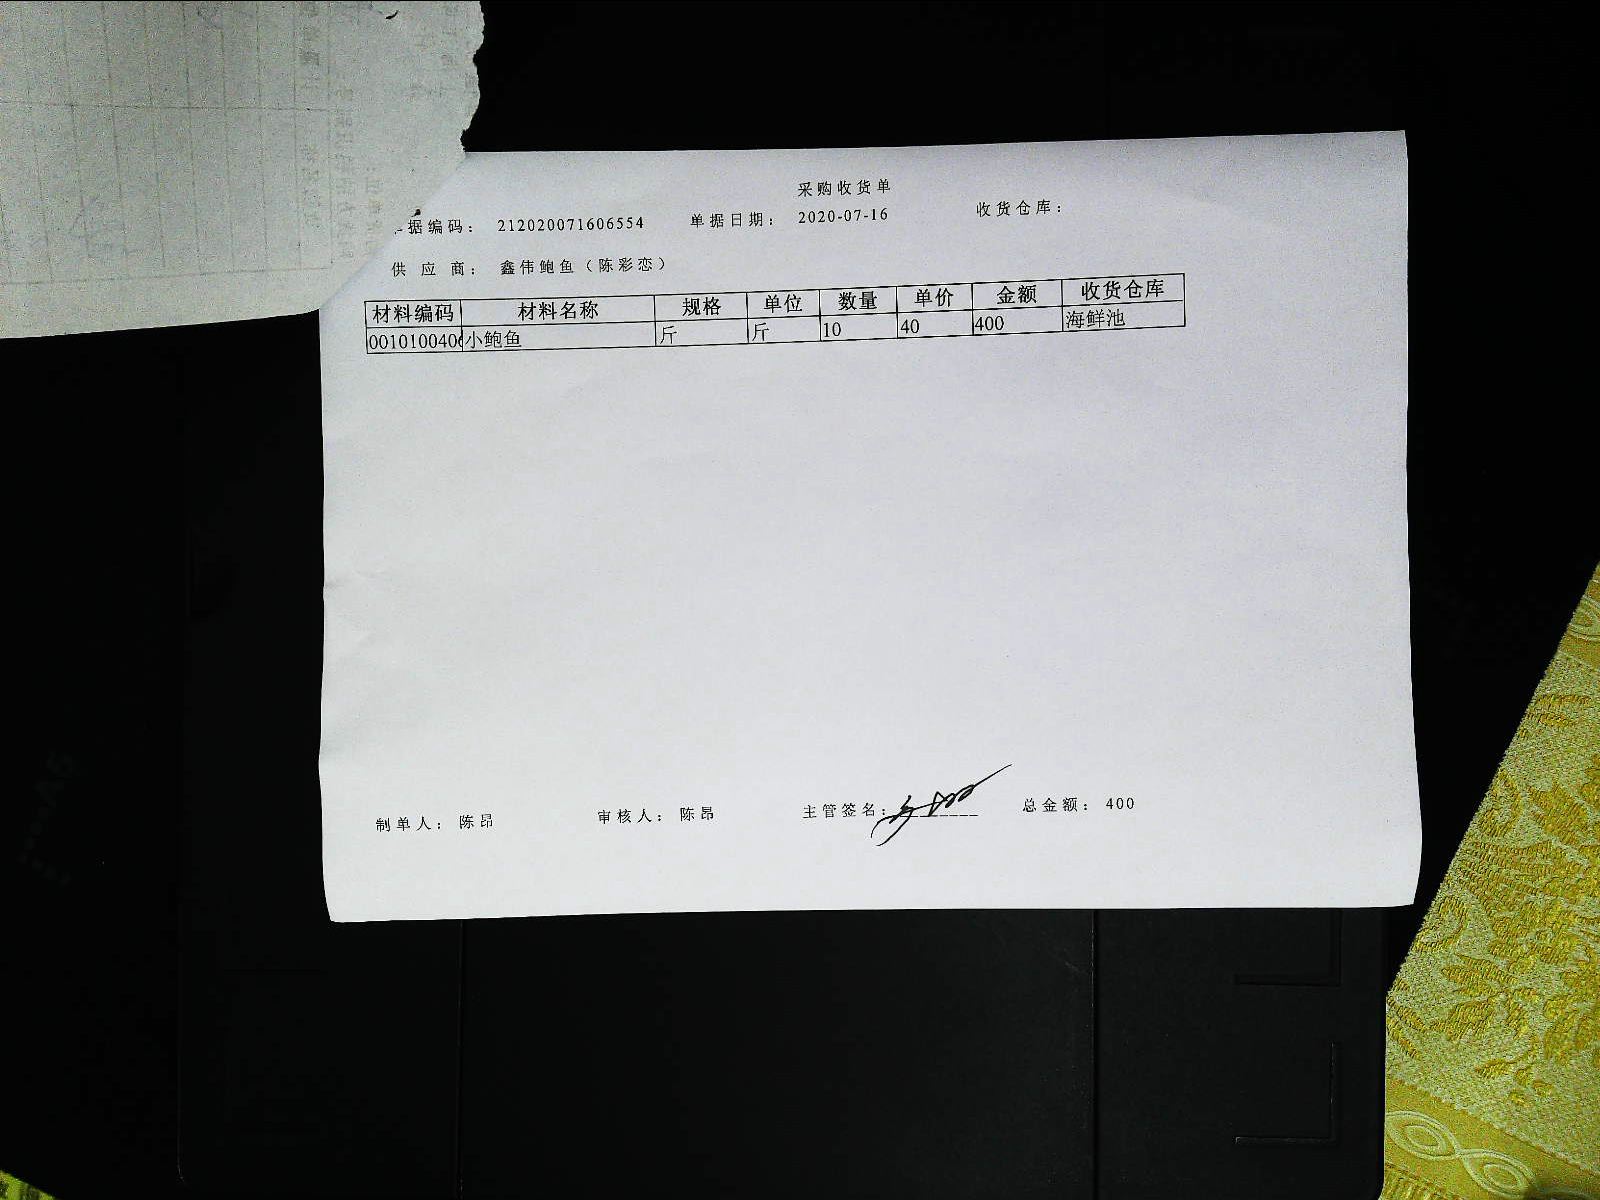 采购收货单
据编码： 212020071606554 单据日期： 2020-07-16 收货仓库：
供 应 商： 鑫伟鲍鱼（陈彩恋）
材料编码 材料名称 规格 单位 数量 单价 金额 收货仓库
0010100406 小鲍鱼 斤 斤 10 40 400 海鲜池
制单人： 陈昂 审核人： 陈昂 主管签名： 总金额： 400